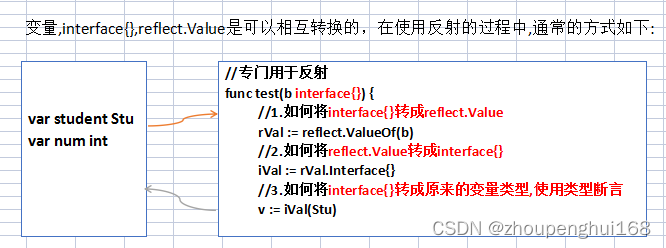 变量,interface{},reflect.Value是可以相互转换的，在使用反射的过程中,通常的方式如下:
var student Stu
var num int
//专门用于反射
func test(b interface{}) {
//1.如何将interface{}转成reflect.Value
rVal := reflect.ValueOf(b)
//2.如何将reflect.Value转成interface{}
iVal := rVal.Interface{}
//3.如何将interface{}转成原来的变量类型,使用类型断言
v := iVal(Stu)
CSDN @zhoupenghui168